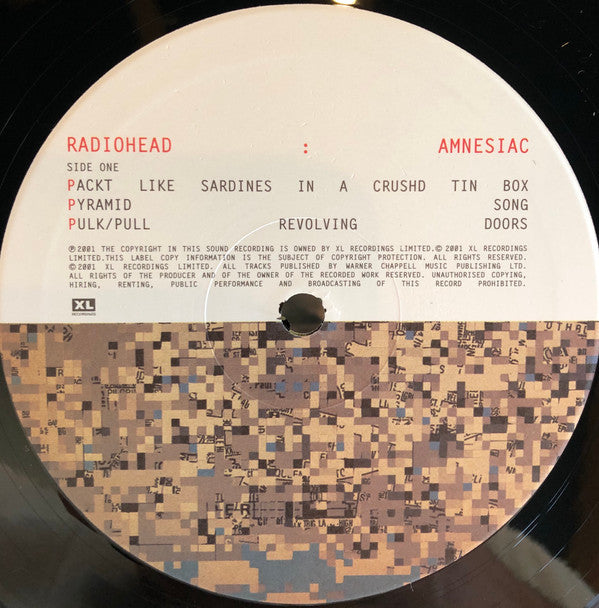 RADIOHEAD : AMNESIAC
SIDE ONE
PACKT LIKE SARDINES IN A CRUSHD TIN BOX
PYRAMID SONG
PULK/PULL REVOLVING DOORS
℗2001 THE COPYRIGHT IN THIS SOUND RECORDING IS OWNED BY XL RECORDINGS LIMITED.© 2001 XL RECORDINGS
LIMITED.THIS LABEL COPY INFORMATION IS THE SUBJECT OF COPYRIGHT PROTECTION. ALL RIGHTS RESERVED.
©2001 XL RECORDINGS LIMITED. ALL TRACKS PUBLISHED BY WARNER CHAPPELL MUSIC PUBLISHING LTD.
ALL RIGHTS OF THE PRODUCER AND OF THE OWNER OF THE RECORDED WORK RESERVED. UNAUTHORISED COPYING,
HIRING, RENTING, PUBLIC PERFORMANCE AND BROADCASTING OF THIS RECORD PROHIBITED.
XL
RECORDINGS